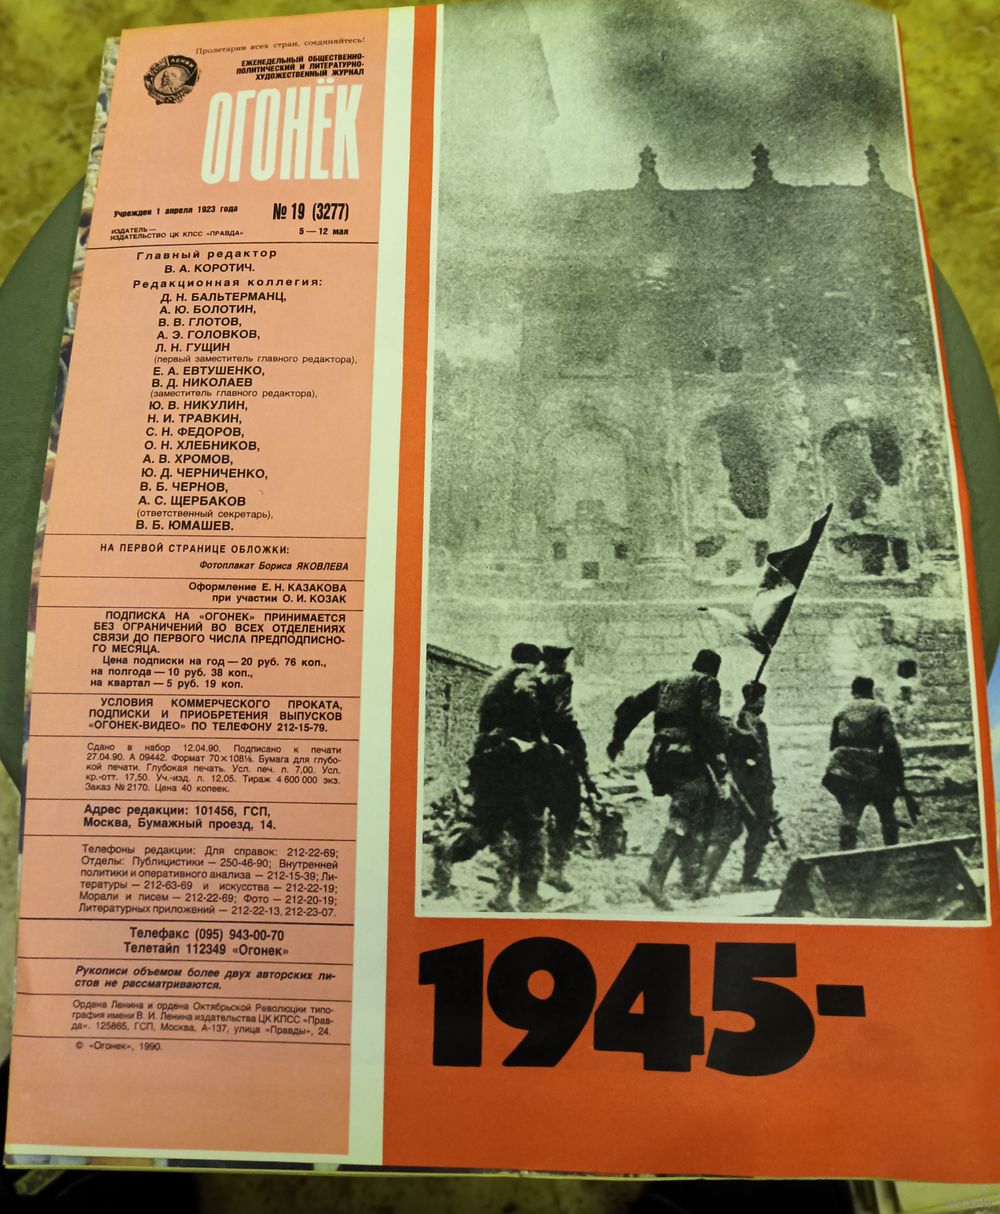 Пролетарии всех стран, соединяйтесь!
ЕЖЕНЕДЕЛЬНЫЙ ОБЩЕСТВЕННО-
ПОЛИТИЧЕСКИЙ И ЛИТЕРАТУРНО-
ХУДОЖЕСТВЕННЫЙ ЖУРНАЛ
ЛЕНИН
ОГОНЁК
Учрежден 1 апреля 1923 года
№ 19 (3277)
ИЗДАТЕЛЬ —
ИЗДАТЕЛЬСТВО ЦК КПСС «ПРАВДА»
5 — 12 мая
Главный редактор
В. А. КОРОТИЧ.
Редакционная коллегия:
Д. Н. БАЛЬТЕРМАНЦ,
А. Ю. БОЛОТИН,
В. В. ГЛОТОВ,
А. Э. ГОЛОВКОВ,
Л. Н. ГУЩИН
(первый заместитель главного редактора),
Е. А. ЕВТУШЕНКО,
В. Д. НИКОЛАЕВ
(заместитель главного редактора),
Ю. В. НИКУЛИН,
Н. И. ТРАВКИН,
С. Н. ФЕДОРОВ,
О. Н. ХЛЕБНИКОВ,
А. В. ХРОМОВ,
Ю. Д. ЧЕРНИЧЕНКО,
В. Б. ЧЕРНОВ,
А. С. ЩЕРБАКОВ
(ответственный секретарь),
В. Б. ЮМАШЕВ.
НА ПЕРВОЙ СТРАНИЦЕ ОБЛОЖКИ:
Фотоплакат Бориса ЯКОВЛЕВА
Оформление Е. Н. КАЗАКОВА
при участии О. И. КОЗАК
ПОДПИСКА НА «ОГОНЕК» ПРИНИМАЕТСЯ
БЕЗ ОГРАНИЧЕНИЙ ВО ВСЕХ ОТДЕЛЕНИЯХ
СВЯЗИ ДО ПЕРВОГО ЧИСЛА ПРЕДПОДПИСНО-
ГО МЕСЯЦА.
Цена подписки на год — 20 руб. 76 коп.,
на полгода — 10 руб. 38 коп.,
на квартал — 5 руб. 19 коп.
УСЛОВИЯ КОММЕРЧЕСКОГО ПРОКАТА,
ПОДПИСКИ И ПРИОБРЕТЕНИЯ ВЫПУСКОВ
«ОГОНЕК-ВИДЕО» ПО ТЕЛЕФОНУ 212-15-79.
Сдано в набор 12.04.90. Подписано к печати
27.04.90. А 09442. Формат 70×108⅛. Бумага для глубо-
кой печати. Глубокая печать. Усл. печ. л. 7,00. Усл.
кр.-отт. 17,50. Уч.-изд. л. 12,05. Тираж 4 600 000 экз.
Заказ № 2170. Цена 40 копеек.
Адрес редакции: 101456, ГСП,
Москва, Бумажный проезд, 14.
Телефоны редакции: Для справок: 212-22-69;
Отделы: Публицистики — 250-46-90; Внутренней
политики и оперативного анализа — 212-15-39; Ли-
тературы — 212-63-69 и искусства — 212-22-19;
Морали и писем — 212-22-69; Фото — 212-20-19;
Литературных приложений — 212-22-13, 212-23-07.
Телефакс (095) 943-00-70
Телетайп 112349 «Огонек»
Рукописи объемом более двух авторских ли-
стов не рассматриваются.
Ордена Ленина и ордена Октябрьской Революции типо-
графия имени В. И. Ленина издательства ЦК КПСС «Прав-
да». 125865, ГСП, Москва, А-137, улица «Правды», 24.
© «Огонек», 1990.
1945-